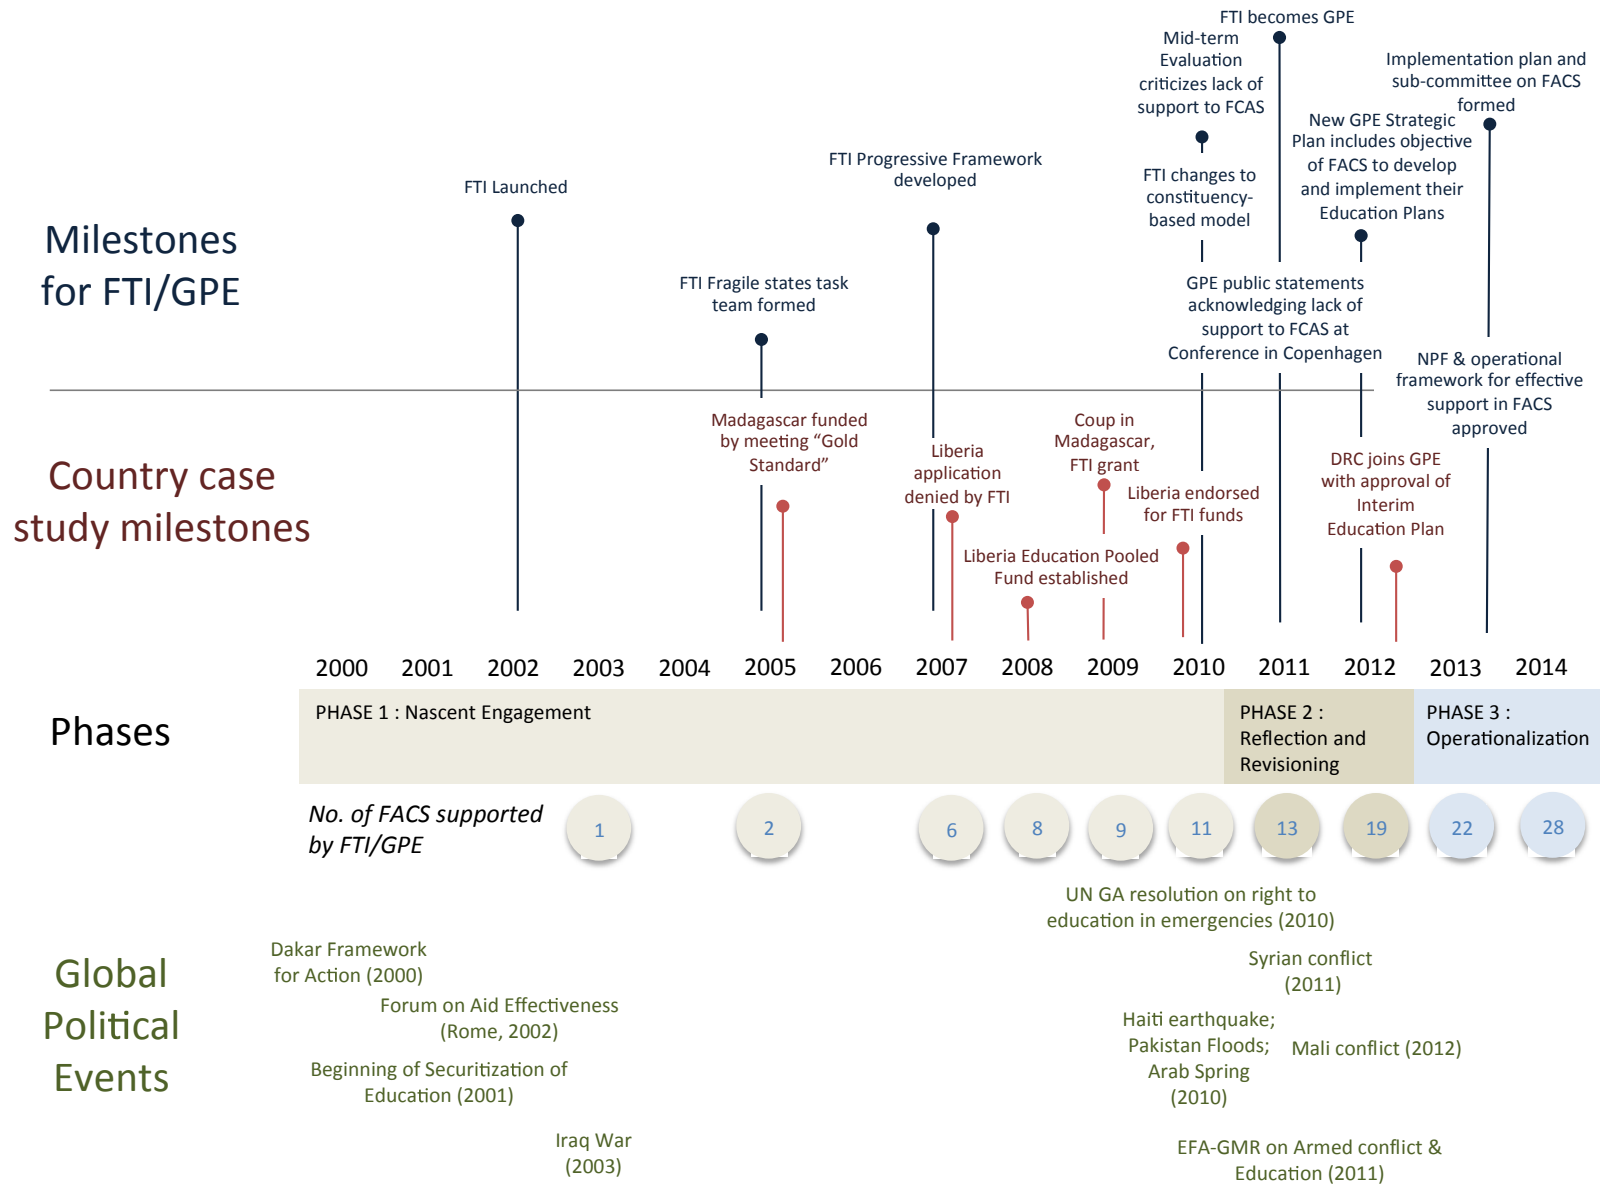 FTI becomes GPE
Mid-term
Evaluation
criticizes lack of
support to FCAS
Implementation plan and
sub-committee on FACS
formed
New GPE Strategic
Plan includes objective
of FACS to develop
and implement their
Education Plans
FTI Progressive Framework
developed
FTI Launched
FTI changes to
constituency-
based model
Milestones
for FTI/GPE
FTI Fragile states task
team formed
GPE public statements
acknowledging lack of
support to FCAS at
Conference in Copenhagen
NPF & operational
framework for effective
support in FACS
approved
Country case
study milestones
Madagascar funded
by meeting “Gold
Standard”
Liberia
application
denied by FTI
Coup in
Madagascar,
FTI grant
Liberia endorsed
for FTI funds
Liberia Education Pooled
Fund established
DRC joins GPE
with approval of
Interim
Education Plan
2000 2001 2002 2003 2004 2005 2006 2007 2008 2009 2010 2011 2012 2013 2014
Phases
PHASE 1 : Nascent Engagement
PHASE 2 :
Reflection and
Revisioning
PHASE 3 :
Operationalization
No. of FACS supported
by FTI/GPE
1 2 6 8 9 11 13 19 22 28
Global
Political
Events
UN GA resolution on right to
education in emergencies (2010)
Dakar Framework
for Action (2000)
Syrian conflict
(2011)
Forum on Aid Effectiveness
(Rome, 2002)
Haiti earthquake;
Pakistan Floods;
Arab Spring
(2010)
Mali conflict (2012)
Beginning of Securitization of
Education (2001)
Iraq War
(2003)
EFA-GMR on Armed conflict &
Education (2011)